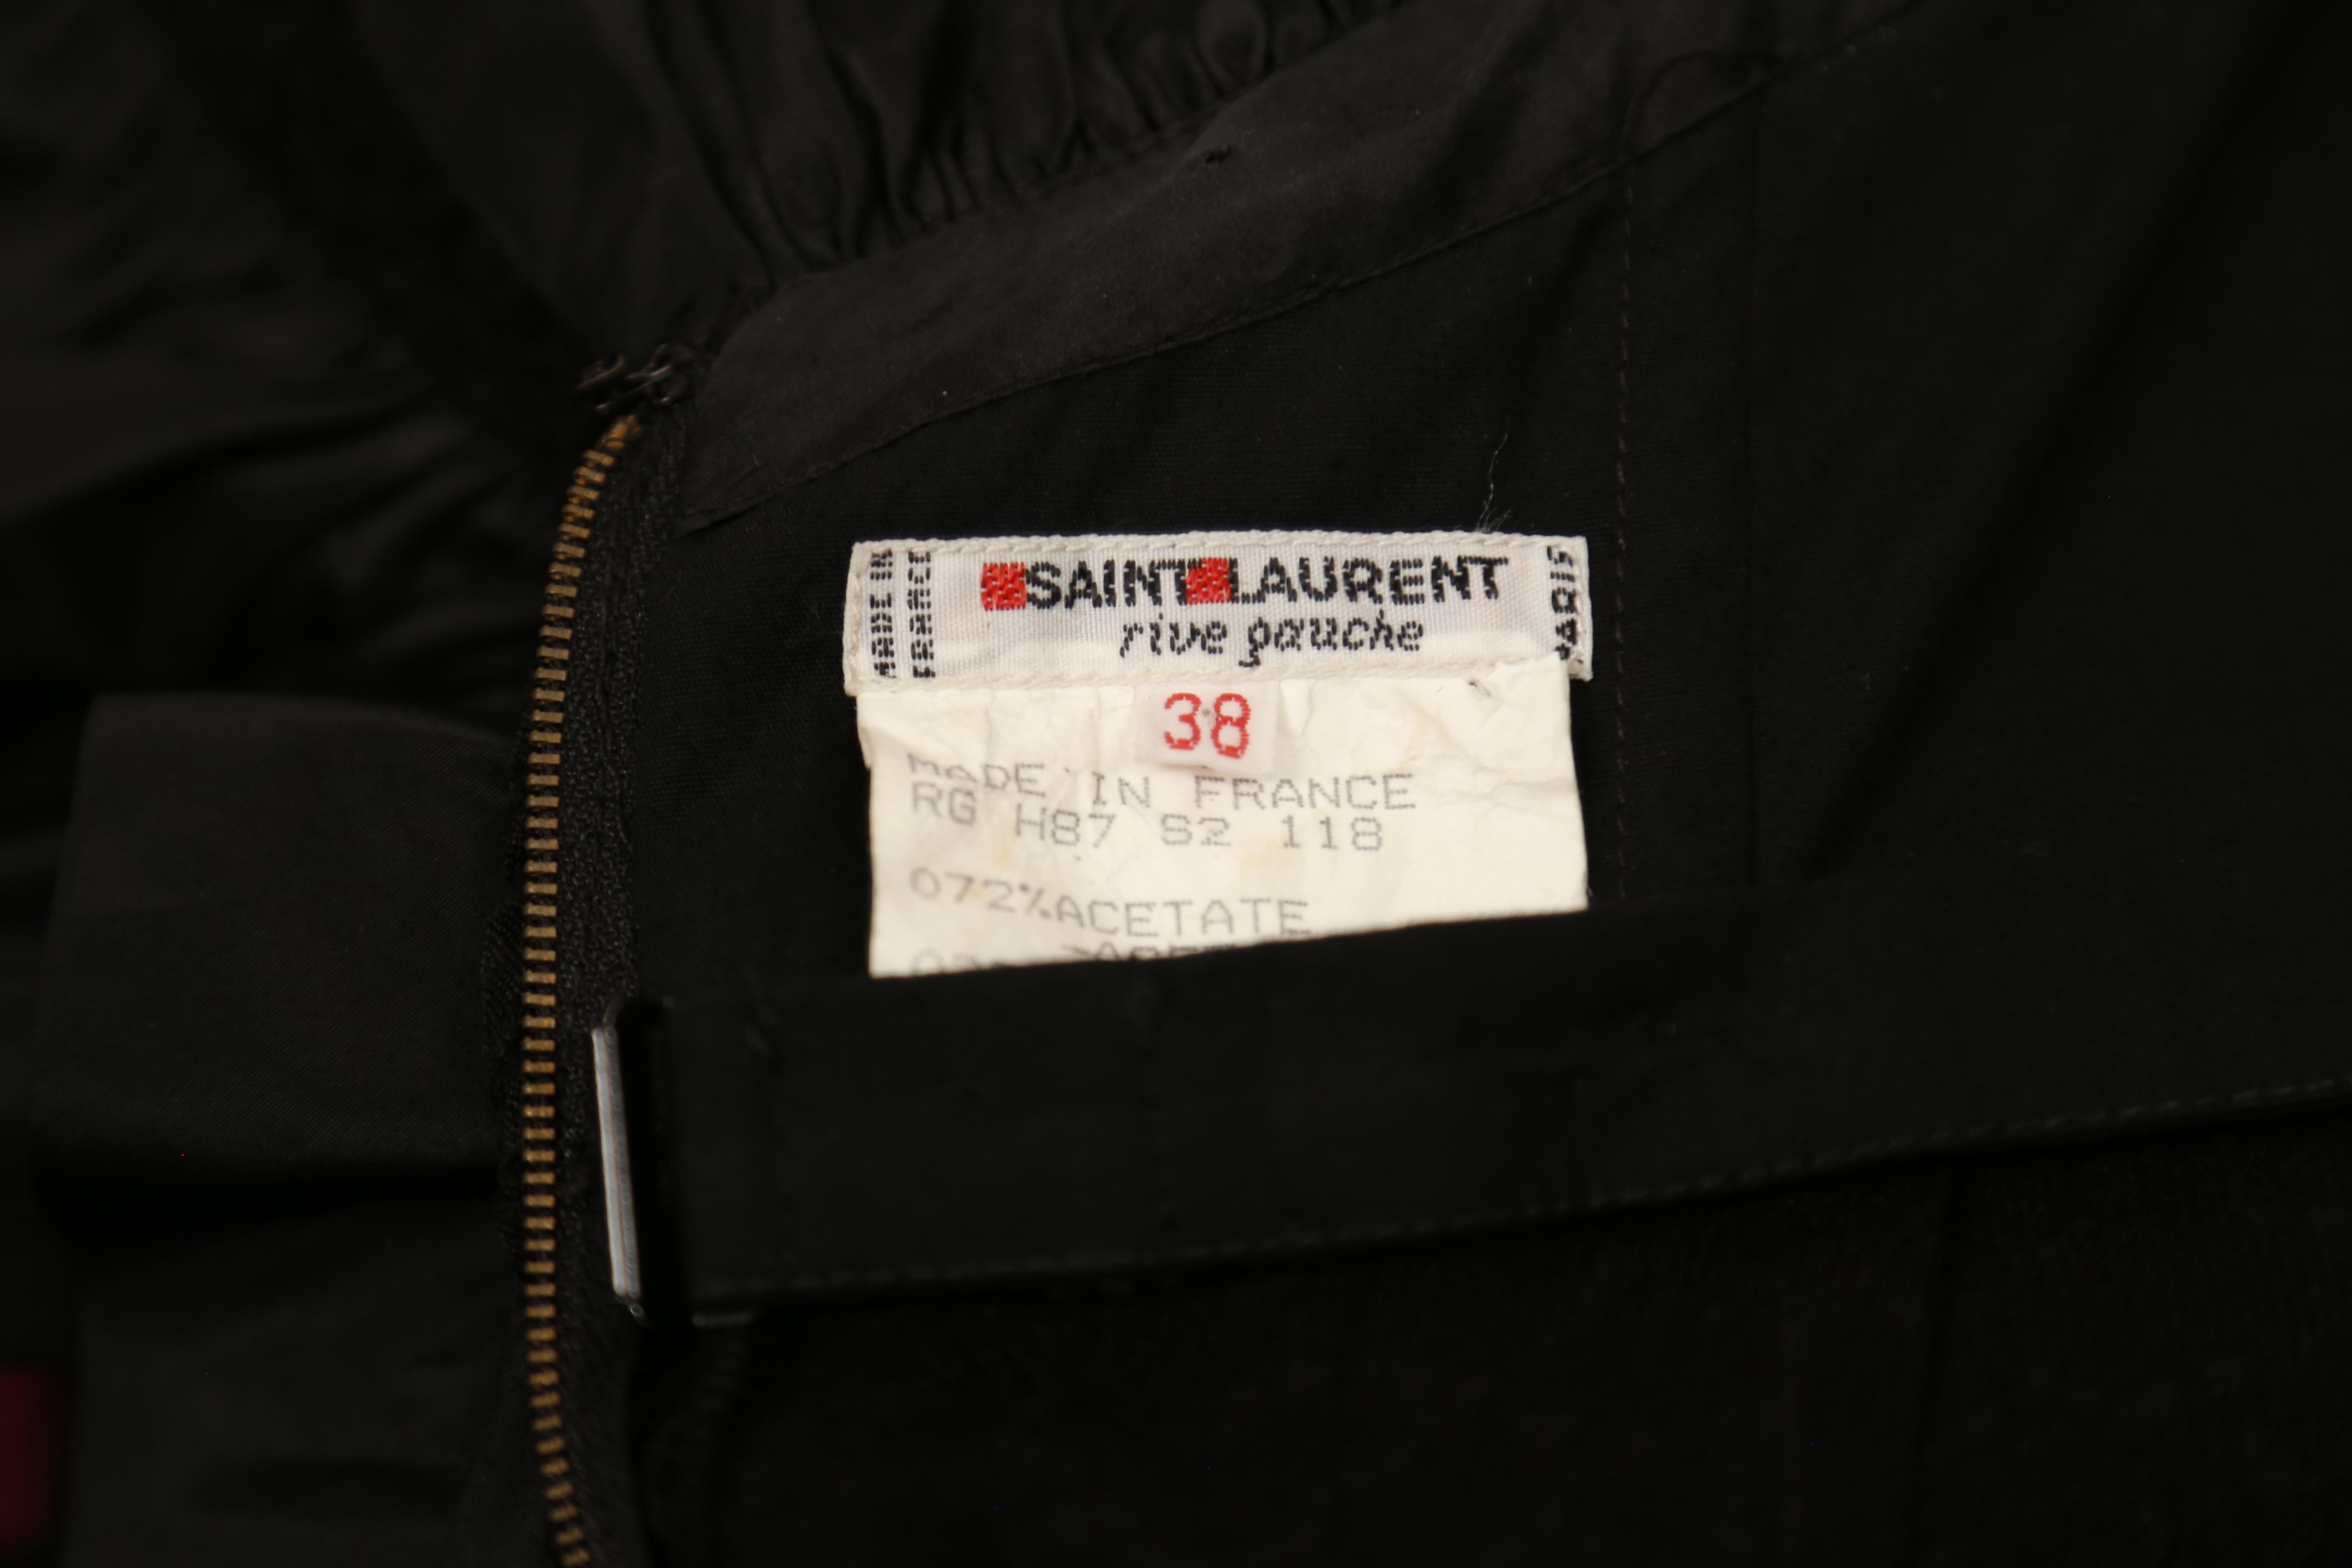 MADE IN
FRANCE
SAINT LAURENT
rive gauche
PARIS
38
MADE IN FRANCE
RG H87 S2 118
072%ACETATE